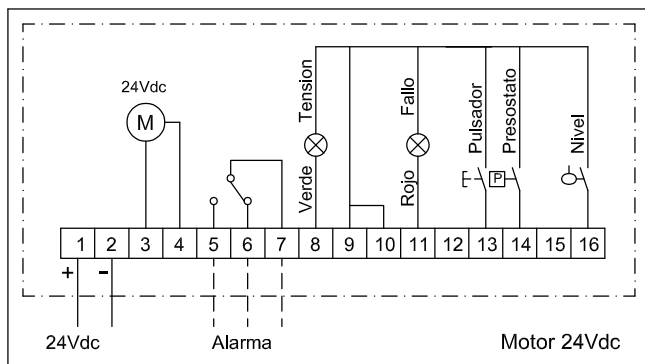 24Vdc
M
Tension
Verde
Fallo
Rojo
Pulsador
Presostato
P
Nivel
1 2 3 4 5 6 7 8 9 10 11 12 13 14 15 16
+ -
24Vdc
Alarma
Motor 24Vdc